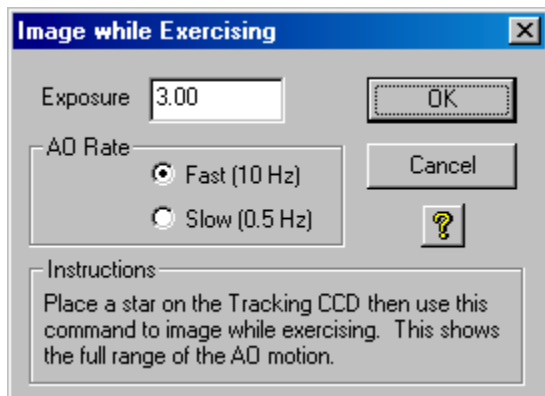 Image while Exercising
Exposure 3.00
OK
AO Rate
Fast (10 Hz)
Slow (0.5 Hz)
Cancel
?
Instructions
Place a star on the Tracking CCD then use this
command to image while exercising. This shows
the full range of the AO motion.